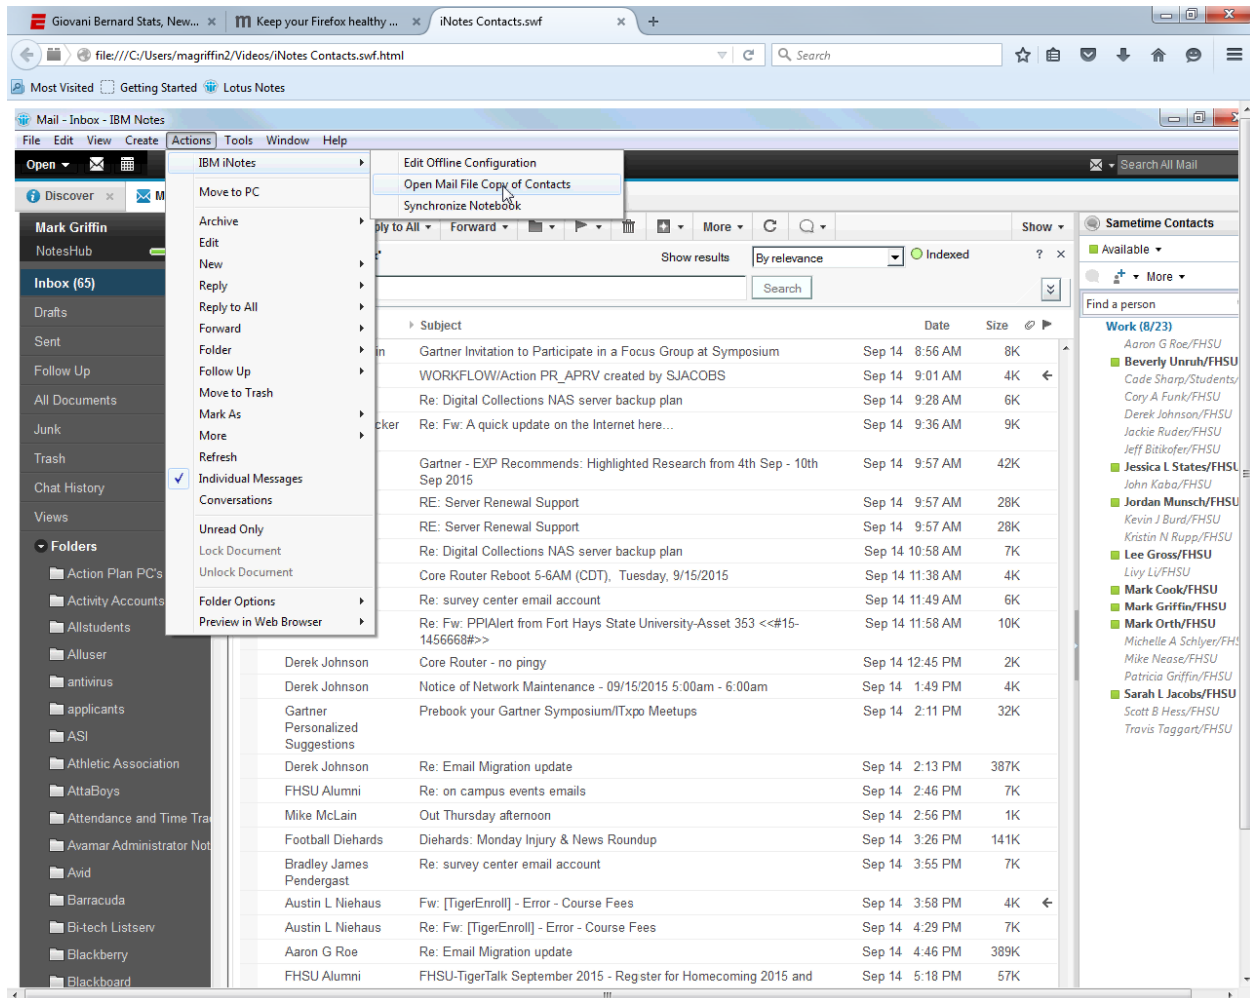 Giovani Bernard Stats, New... × Keep your Firefox healthy ... × iNotes Contacts.swf × +
file:///C:/Users/magriffin2/Videos/iNotes Contacts.swf.html Search
Most Visited Getting Started Lotus Notes
Mail - Inbox - IBM Notes
File Edit View Create Actions Tools Window Help
Open Search All Mail
Discover × M
IBM iNotes
Move to PC
Archive
Edit
New
Reply
Reply to All
Forward
Folder
Follow Up
Move to Trash
Mark As
More
Refresh
Individual Messages
Conversations
Unread Only
Lock Document
Unlock Document
Folder Options
Preview in Web Browser
Edit Offline Configuration
Open Mail File Copy of Contacts
Synchronize Notebook
Mark Griffin
NotesHub
Inbox (65)
Drafts
Sent
Follow Up
All Documents
Junk
Trash
Chat History
Views
Folders
Action Plan PC's
Activity Accounts
Allstudents
Alluser
antivirus
applicants
ASI
Athletic Association
AttaBoys
Attendance and Time Tra
Avamar Administrator Not
Avid
Barracuda
Bi-tech Listserv
Blackberry
Blackboard
ply to All Forward More Show
Show results By relevance Indexed ? ×
Search
Subject Date Size
in Gartner Invitation to Participate in a Focus Group at Symposium Sep 14 8:56 AM 8K
WORKFLOW/Action PR_APRV created by SJACOBS Sep 14 9:01 AM 4K
Re: Digital Collections NAS server backup plan Sep 14 9:28 AM 6K
cker Re: Fw: A quick update on the Internet here... Sep 14 9:36 AM 9K
Gartner - EXP Recommends: Highlighted Research from 4th Sep - 10th Sep 14 9:57 AM 42K
Sep 2015
RE: Server Renewal Support Sep 14 9:57 AM 28K
RE: Server Renewal Support Sep 14 9:57 AM 28K
Re: Digital Collections NAS server backup plan Sep 14 10:58 AM 7K
Core Router Reboot 5-6AM (CDT), Tuesday, 9/15/2015 Sep 14 11:38 AM 4K
Re: survey center email account Sep 14 11:49 AM 6K
Re: Fw: PPIAlert from Fort Hays State University-Asset 353 <<#15- Sep 14 11:58 AM 10K
1456668#>>
Derek Johnson Core Router - no pingy Sep 14 12:45 PM 2K
Derek Johnson Notice of Network Maintenance - 09/15/2015 5:00am - 6:00am Sep 14 1:49 PM 4K
Gartner Prebook your Gartner Symposium/ITxpo Meetups Sep 14 2:11 PM 32K
Personalized
Suggestions
Derek Johnson Re: Email Migration update Sep 14 2:13 PM 387K
FHSU Alumni Re: on campus events emails Sep 14 2:46 PM 7K
Mike McLain Out Thursday afternoon Sep 14 2:56 PM 1K
Football Diehards Diehards: Monday Injury & News Roundup Sep 14 3:26 PM 141K
Bradley James Re: survey center email account Sep 14 3:55 PM 7K
Pendergast
Austin L Niehaus Fw: [TigerEnroll] - Error - Course Fees Sep 14 3:58 PM 4K
Austin L Niehaus Re: Fw: [TigerEnroll] - Error - Course Fees Sep 14 4:29 PM 7K
Aaron G Roe Re: Email Migration update Sep 14 4:46 PM 389K
FHSU Alumni FHSU-TigerTalk September 2015 - Register for Homecoming 2015 and Sep 14 5:18 PM 57K
Sametime Contacts
Available
More
Find a person
Work (8/23)
Aaron G Roe/FHSU
Beverly Unruh/FHSU
Cade Sharp/Students/
Cory A Funk/FHSU
Derek Johnson/FHSU
Jackie Ruder/FHSU
Jeff Bitikofer/FHSU
Jessica L States/FHSU
John Kaba/FHSU
Jordan Munsch/FHSU
Kevin J Burd/FHSU
Kristin N Rupp/FHSU
Lee Gross/FHSU
Livy Li/FHSU
Mark Cook/FHSU
Mark Griffin/FHSU
Mark Orth/FHSU
Michelle A Schlyer/FHS
Mike Nease/FHSU
Patricia Griffin/FHSU
Sarah L Jacobs/FHSU
Scott B Hess/FHSU
Travis Taggart/FHSU